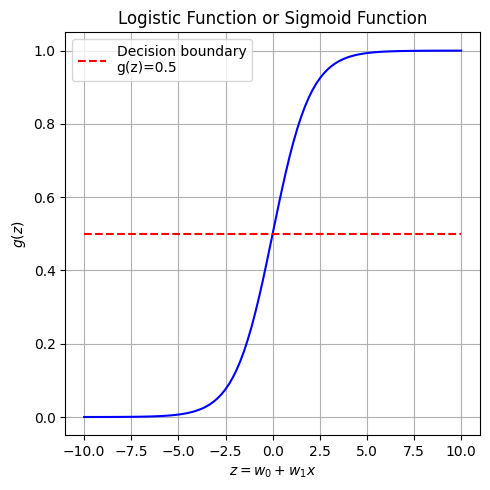 Logistic Function or Sigmoid Function
Decision boundary
g(z)=0.5
1.0
0.8
0.6
0.4
0.2
0.0
g(z)
−10.0 −7.5 −5.0 −2.5 0.0 2.5 5.0 7.5 10.0
z = w₀ + w₁x